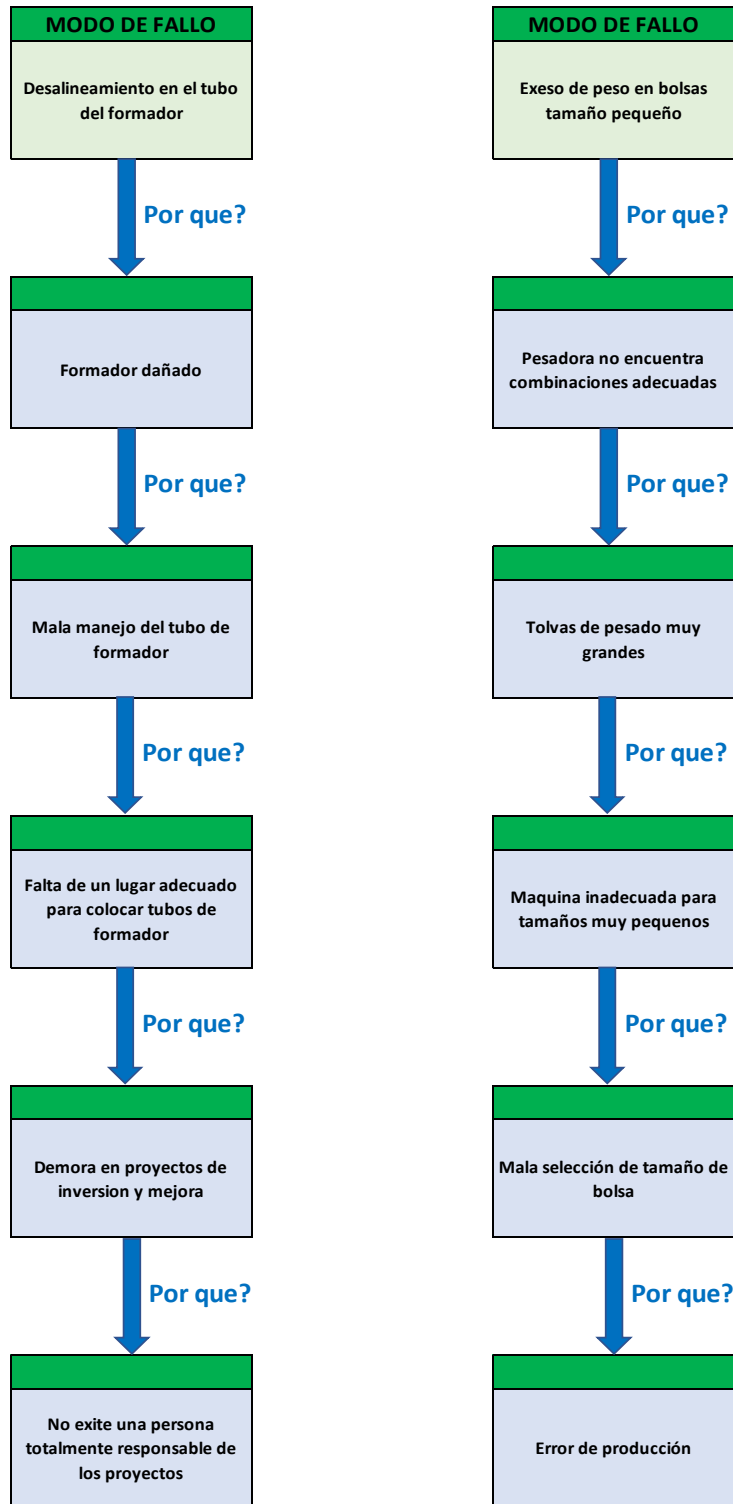 MODO DE FALLO
Desalineamiento en el tubo
del formador
Por que?
Formador dañado
Por que?
Mala manejo del tubo de
formador
Por que?
Falta de un lugar adecuado
para colocar tubos de
formador
Por que?
Demora en proyectos de
inversion y mejora
Por que?
No exite una persona
totalmente responsable de
los proyectos
MODO DE FALLO
Exeso de peso en bolsas
tamaño pequeño
Por que?
Pesadora no encuentra
combinaciones adecuadas
Por que?
Tolvas de pesado muy
grandes
Por que?
Maquina inadecuada para
tamaños muy pequenos
Por que?
Mala selección de tamaño de
bolsa
Por que?
Error de producción